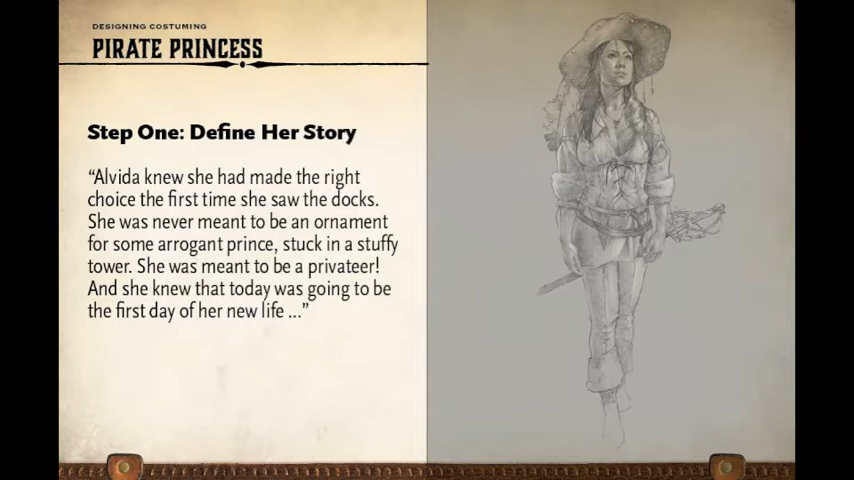 DESIGNING COSTUMING
PIRATE PRINCESS
Step One: Define Her Story
“Alvida knew she had made the right
choice the first time she saw the docks.
She was never meant to be an ornament
for some arrogant prince, stuck in a stuffy
tower. She was meant to be a privateer!
And she knew that today was going to be
the first day of her new life ...”